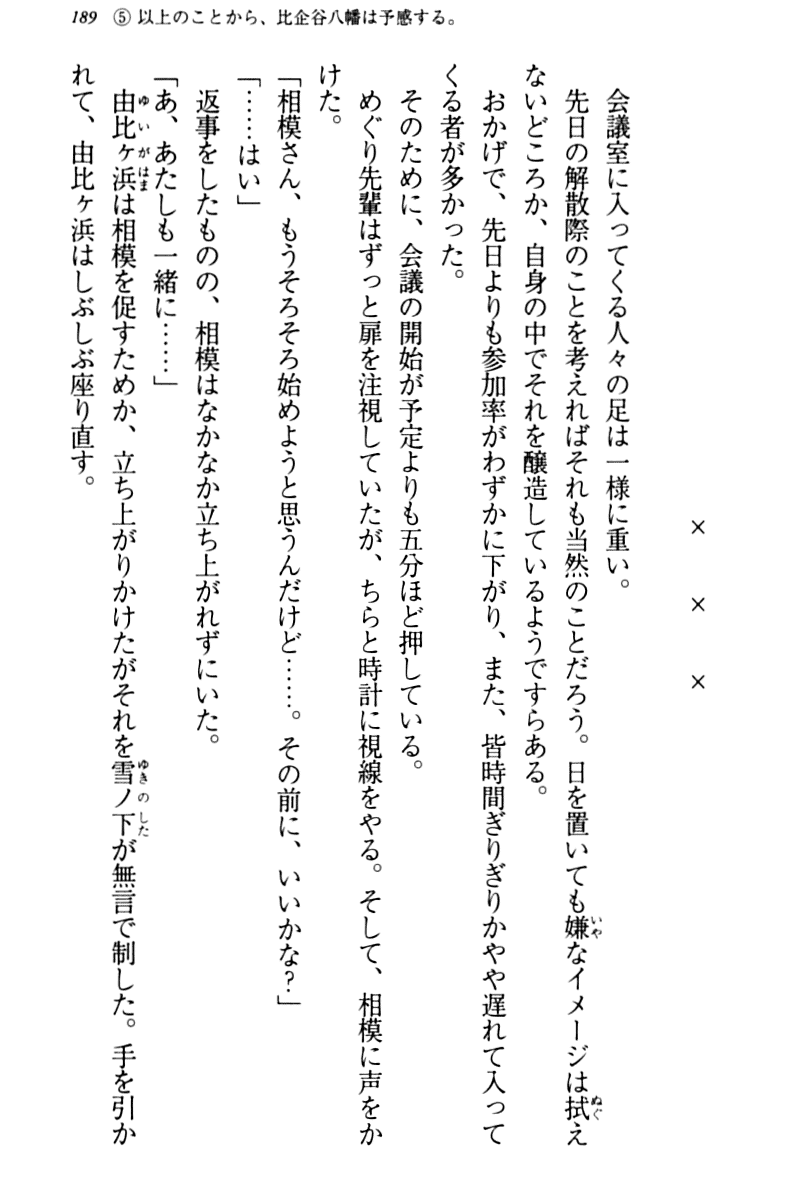 189 ⑤ 以上のことから、比企谷八幡は予感する。
×　×　×
会議室に入ってくる人々の足は一様に重い。
先日の解散際のことを考えればそれも当然のことだろう。日を置いても嫌なイメージは拭え
ないどころか、自身の中でそれを醸造しているようですらある。
おかげで、先日よりも参加率がわずかに下がり、また、皆時間ぎりぎりかやや遅れて入って
くる者が多かった。
そのために、会議の開始が予定よりも五分ほど押している。
めぐり先輩はずっと扉を注視していたが、ちらと時計に視線をやる。そして、相模に声をか
けた。
「相模さん、もうそろそろ始めようと思うんだけど……。その前に、いいかな？」
「……はい」
返事をしたものの、相模はなかなか立ち上がれずにいた。
「あ、あたしも一緒に……」
由比ヶ浜は相模を促すためか、立ち上がりかけたがそれを雪ノ下が無言で制した。手を引か
れて、由比ヶ浜はしぶしぶ座り直す。